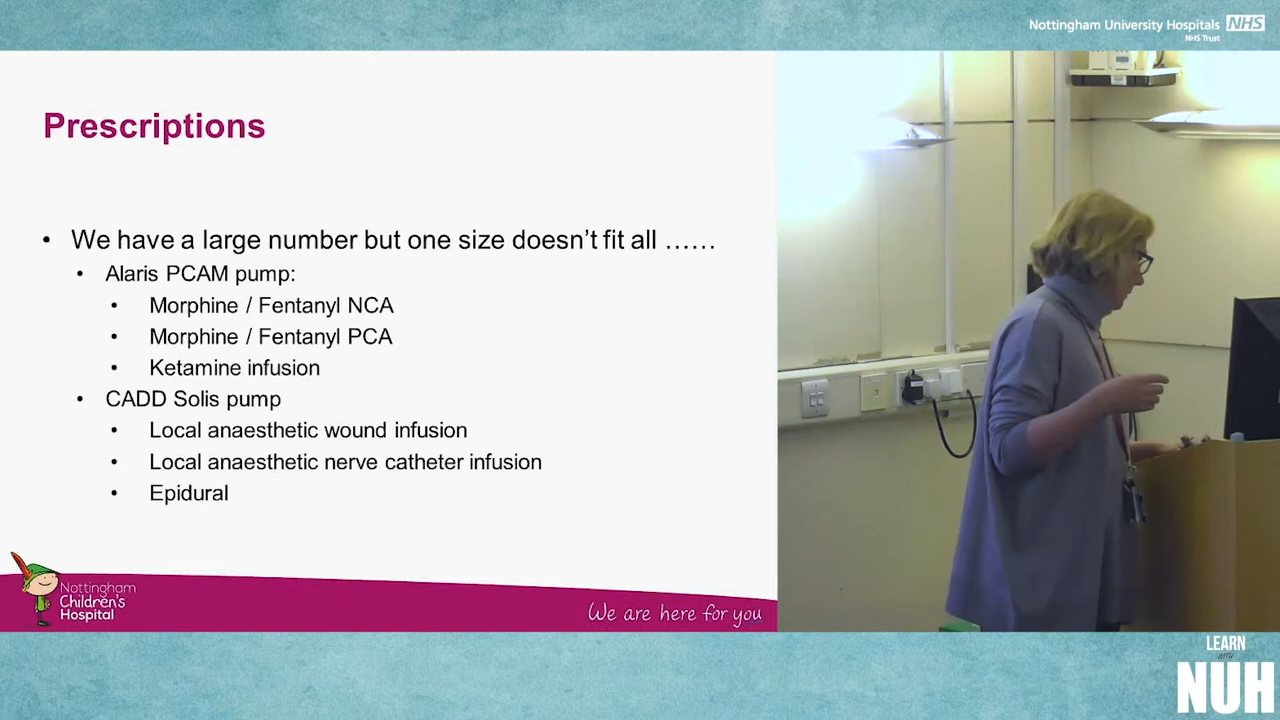 Nottingham University Hospitals NHS
NHS Trust
Prescriptions
• We have a large number but one size doesn't fit all ……
• Alaris PCAM pump:
• Morphine / Fentanyl NCA
• Morphine / Fentanyl PCA
• Ketamine infusion
• CADD Solis pump
• Local anaesthetic wound infusion
• Local anaesthetic nerve catheter infusion
• Epidural
Nottingham
Children's
Hospital
We are here for you
LEARN
WITH
NUH